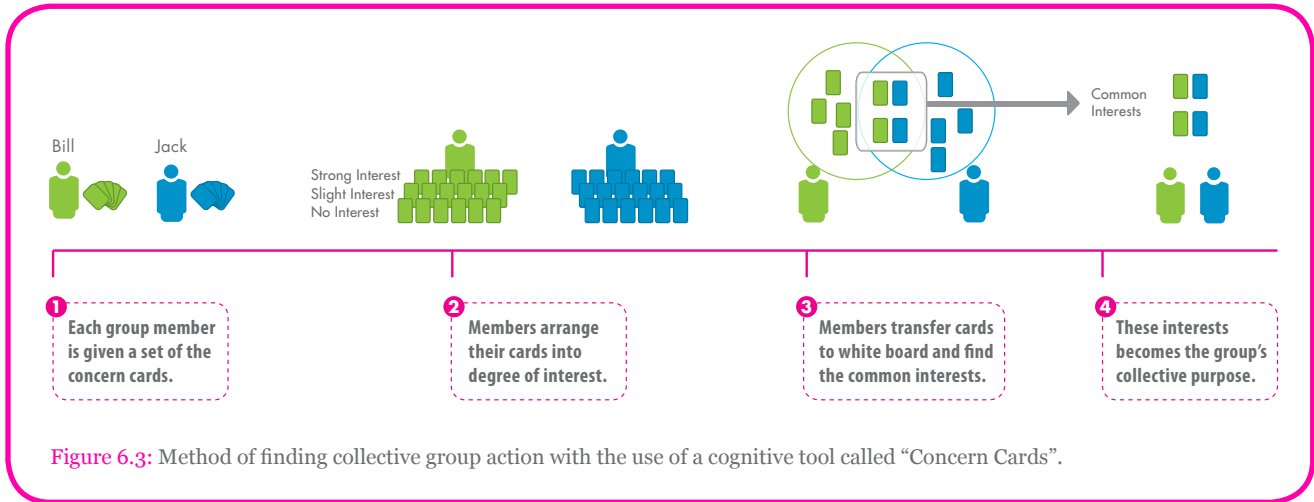 Bill
Jack
Strong Interest
Slight Interest
No Interest
Common
Interests
1
Each group member
is given a set of the
concern cards.
2
Members arrange
their cards into
degree of interest.
3
Members transfer cards
to white board and find
the common interests.
4
These interests
becomes the group's
collective purpose.
Figure 6.3: Method of finding collective group action with the use of a cognitive tool called “Concern Cards”.